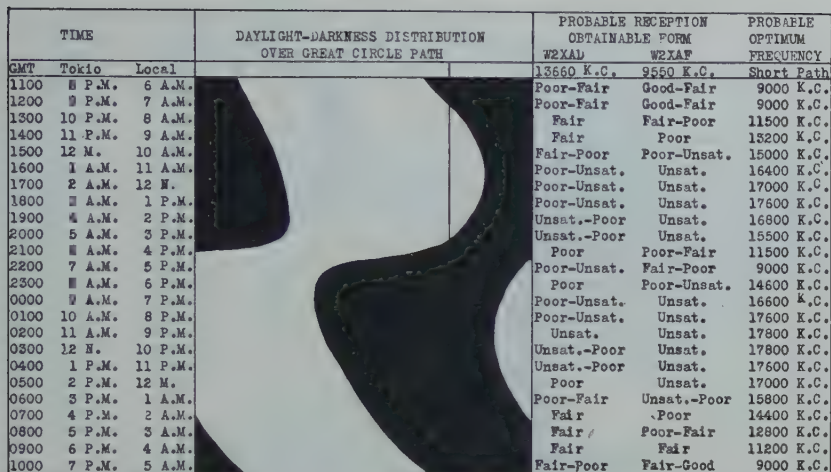 TIME DAYLIGHT-DARKNESS DISTRIBUTION OVER GREAT CIRCLE PATH PROBABLE RECEPTION OBTAINABLE FORM PROBABLE OPTIMUM FREQUENCY
W2XAD W2XAF
GMT Tokio Local 13660 K.C. 9550 K.C. Short Path
1100 P.M. 6 A.M. Poor-Fair Good-Fair 9000 K.C.
1200 P.M. 7 A.M. Poor-Fair Good-Fair 9000 K.C.
1300 10 P.M. 8 A.M. Fair Fair-Poor 11500 K.C.
1400 11 P.M. 9 A.M. Fair Poor 13200 K.C.
1500 12 M. 10 A.M. Fair-Poor Poor-Unsat. 15000 K.C.
1600 1 A.M. 11 A.M. Poor-Unsat. Unsat. 16400 K.C.
1700 2 A.M. 12 N. Poor-Unsat. Unsat. 17000 K.C.
1800 A.M. 1 P.M. Poor-Unsat. Unsat. 17600 K.C.
1900 A.M. 2 P.M. Unsat.-Poor Unsat. 16800 K.C.
2000 5 A.M. 3 P.M. Unsat.-Poor Unsat. 15500 K.C.
2100 A.M. 4 P.M. Poor Poor-Fair 11500 K.C.
2200 7 A.M. 5 P.M. Poor-Unsat. Fair-Poor 9000 K.C.
2300 A.M. 6 P.M. Poor Poor-Unsat. 14600 K.C.
0000 A.M. 7 P.M. Poor-Unsat. Unsat. 16600 K.C.
0100 10 A.M. 8 P.M. Poor-Unsat. Unsat. 17600 K.C.
0200 11 A.M. 9 P.M. Unsat. Unsat. 17800 K.C.
0300 12 N. 10 P.M. Unsat.-Poor Unsat. 17800 K.C.
0400 1 P.M. 11 P.M. Unsat.-Poor Unsat. 17600 K.C.
0500 2 P.M. 12 M. Poor Unsat. 17000 K.C.
0600 3 P.M. 1 A.M. Poor-Fair Unsat.-Poor 15800 K.C.
0700 4 P.M. 2 A.M. Fair Poor 14400 K.C.
0800 5 P.M. 3 A.M. Fair Poor-Fair 12800 K.C.
0900 6 P.M. 4 A.M. Fair Fair 11200 K.C.
1000 7 P.M. 5 A.M. Fair-Poor Fair-Good 9000 K.C.